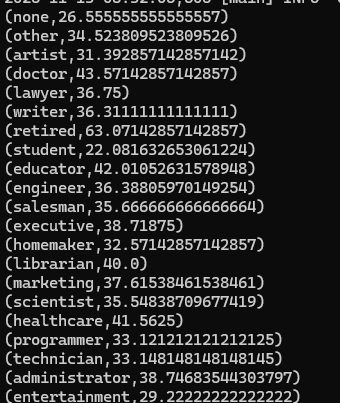 (none,26.555555555555557)
(other,34.523809523809526)
(artist,31.392857142857142)
(doctor,43.57142857142857)
(lawyer,36.75)
(writer,36.31111111111111)
(retired,63.07142857142857)
(student,22.081632653061224)
(educator,42.01052631578948)
(engineer,36.38805970149254)
(salesman,35.666666666666664)
(executive,38.71875)
(homemaker,32.57142857142857)
(librarian,40.0)
(marketing,37.61538461538461)
(scientist,35.54838709677419)
(healthcare,41.5625)
(programmer,33.121212121212125)
(technician,33.148148148148145)
(administrator,38.74683544303797)
(entertainment,29.22222222222222)